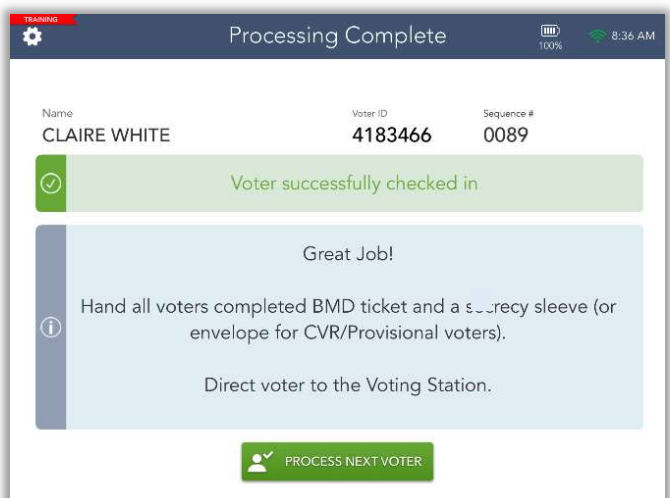 TRAINING
Processing Complete
100%
8:36 AM
Name
Voter ID
Sequence #
CLAIRE WHITE
4183466
0089
Voter successfully checked in
Great Job!
Hand all voters completed BMD ticket and a sleeve (or
envelope for CVR/Provisional voters).
Direct voter to the Voting Station.
PROCESS NEXT VOTER